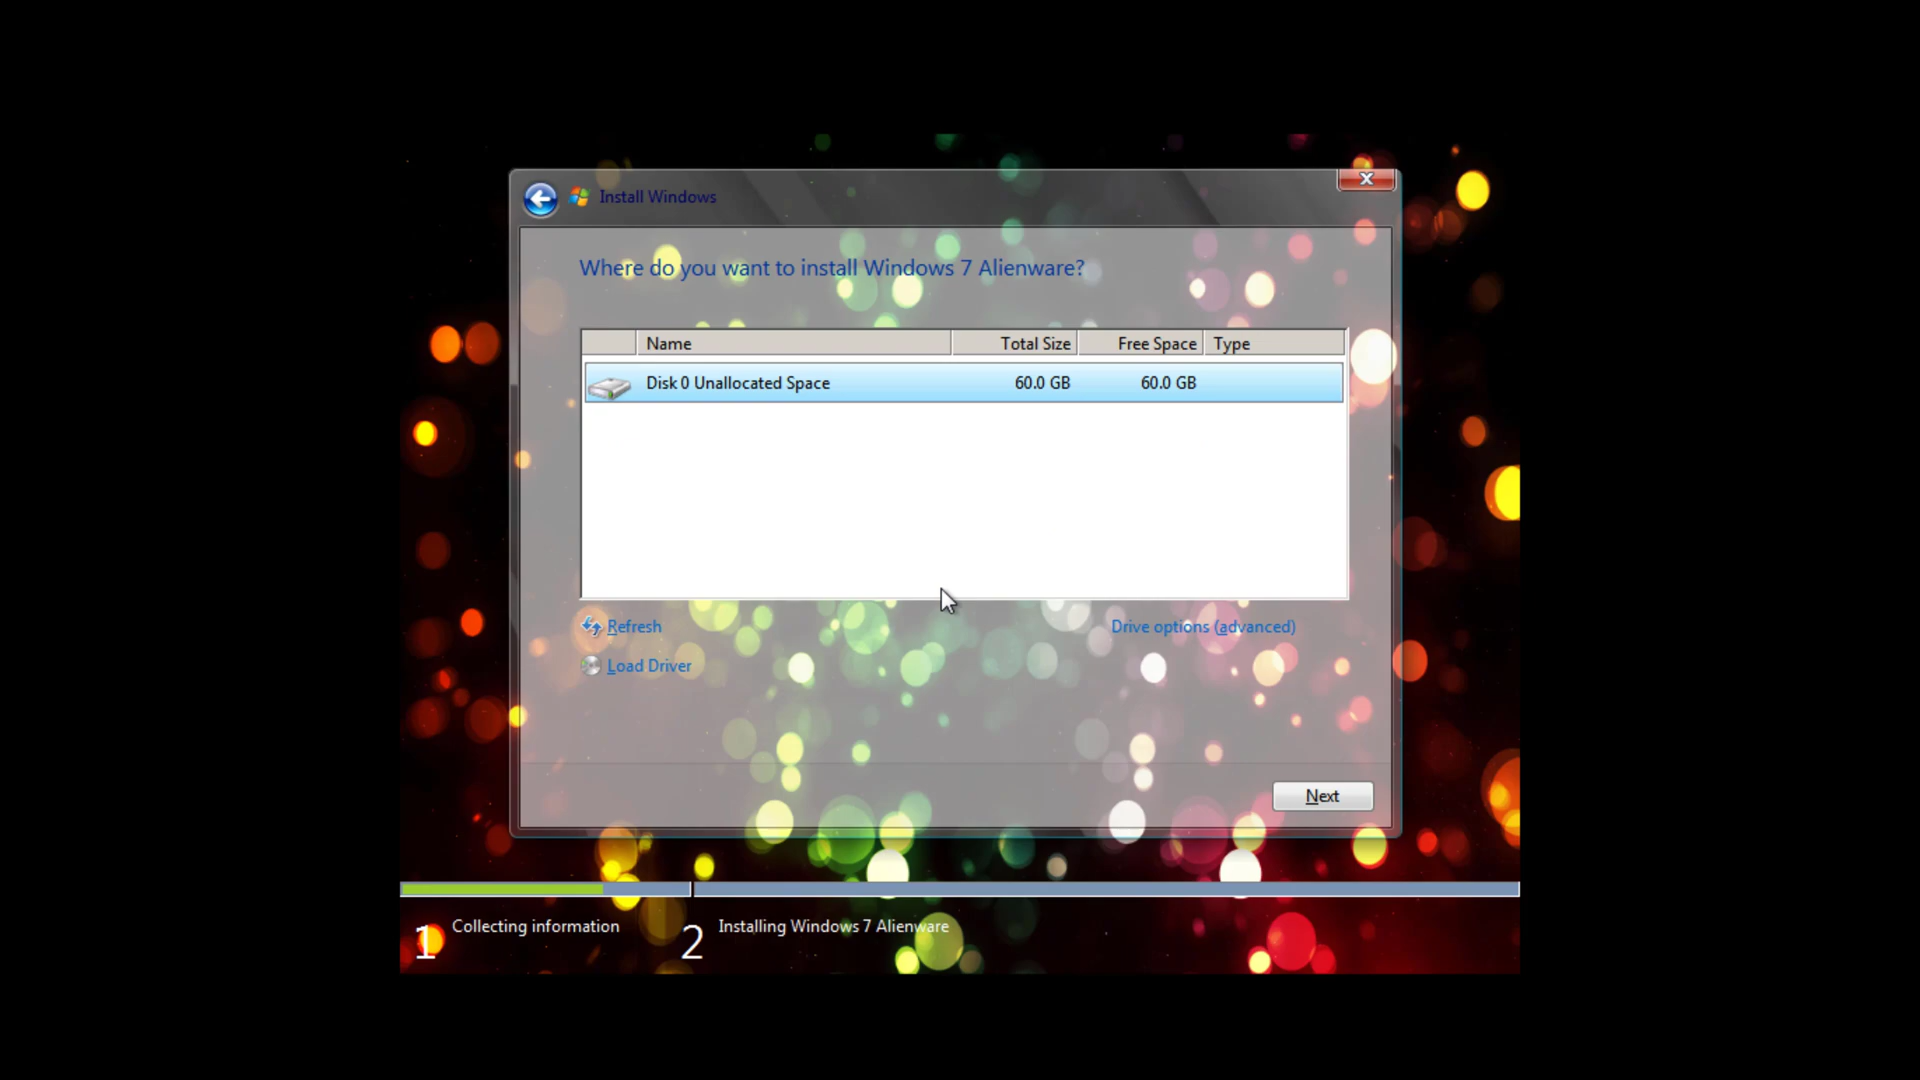 Install Windows
x
Where do you want to install Windows 7 Alienware?
Name Total Size Free Space Type
Disk 0 Unallocated Space 60.0 GB 60.0 GB
Refresh Drive options (advanced)
Load Driver
Next
1 Collecting information 2 Installing Windows 7 Alienware